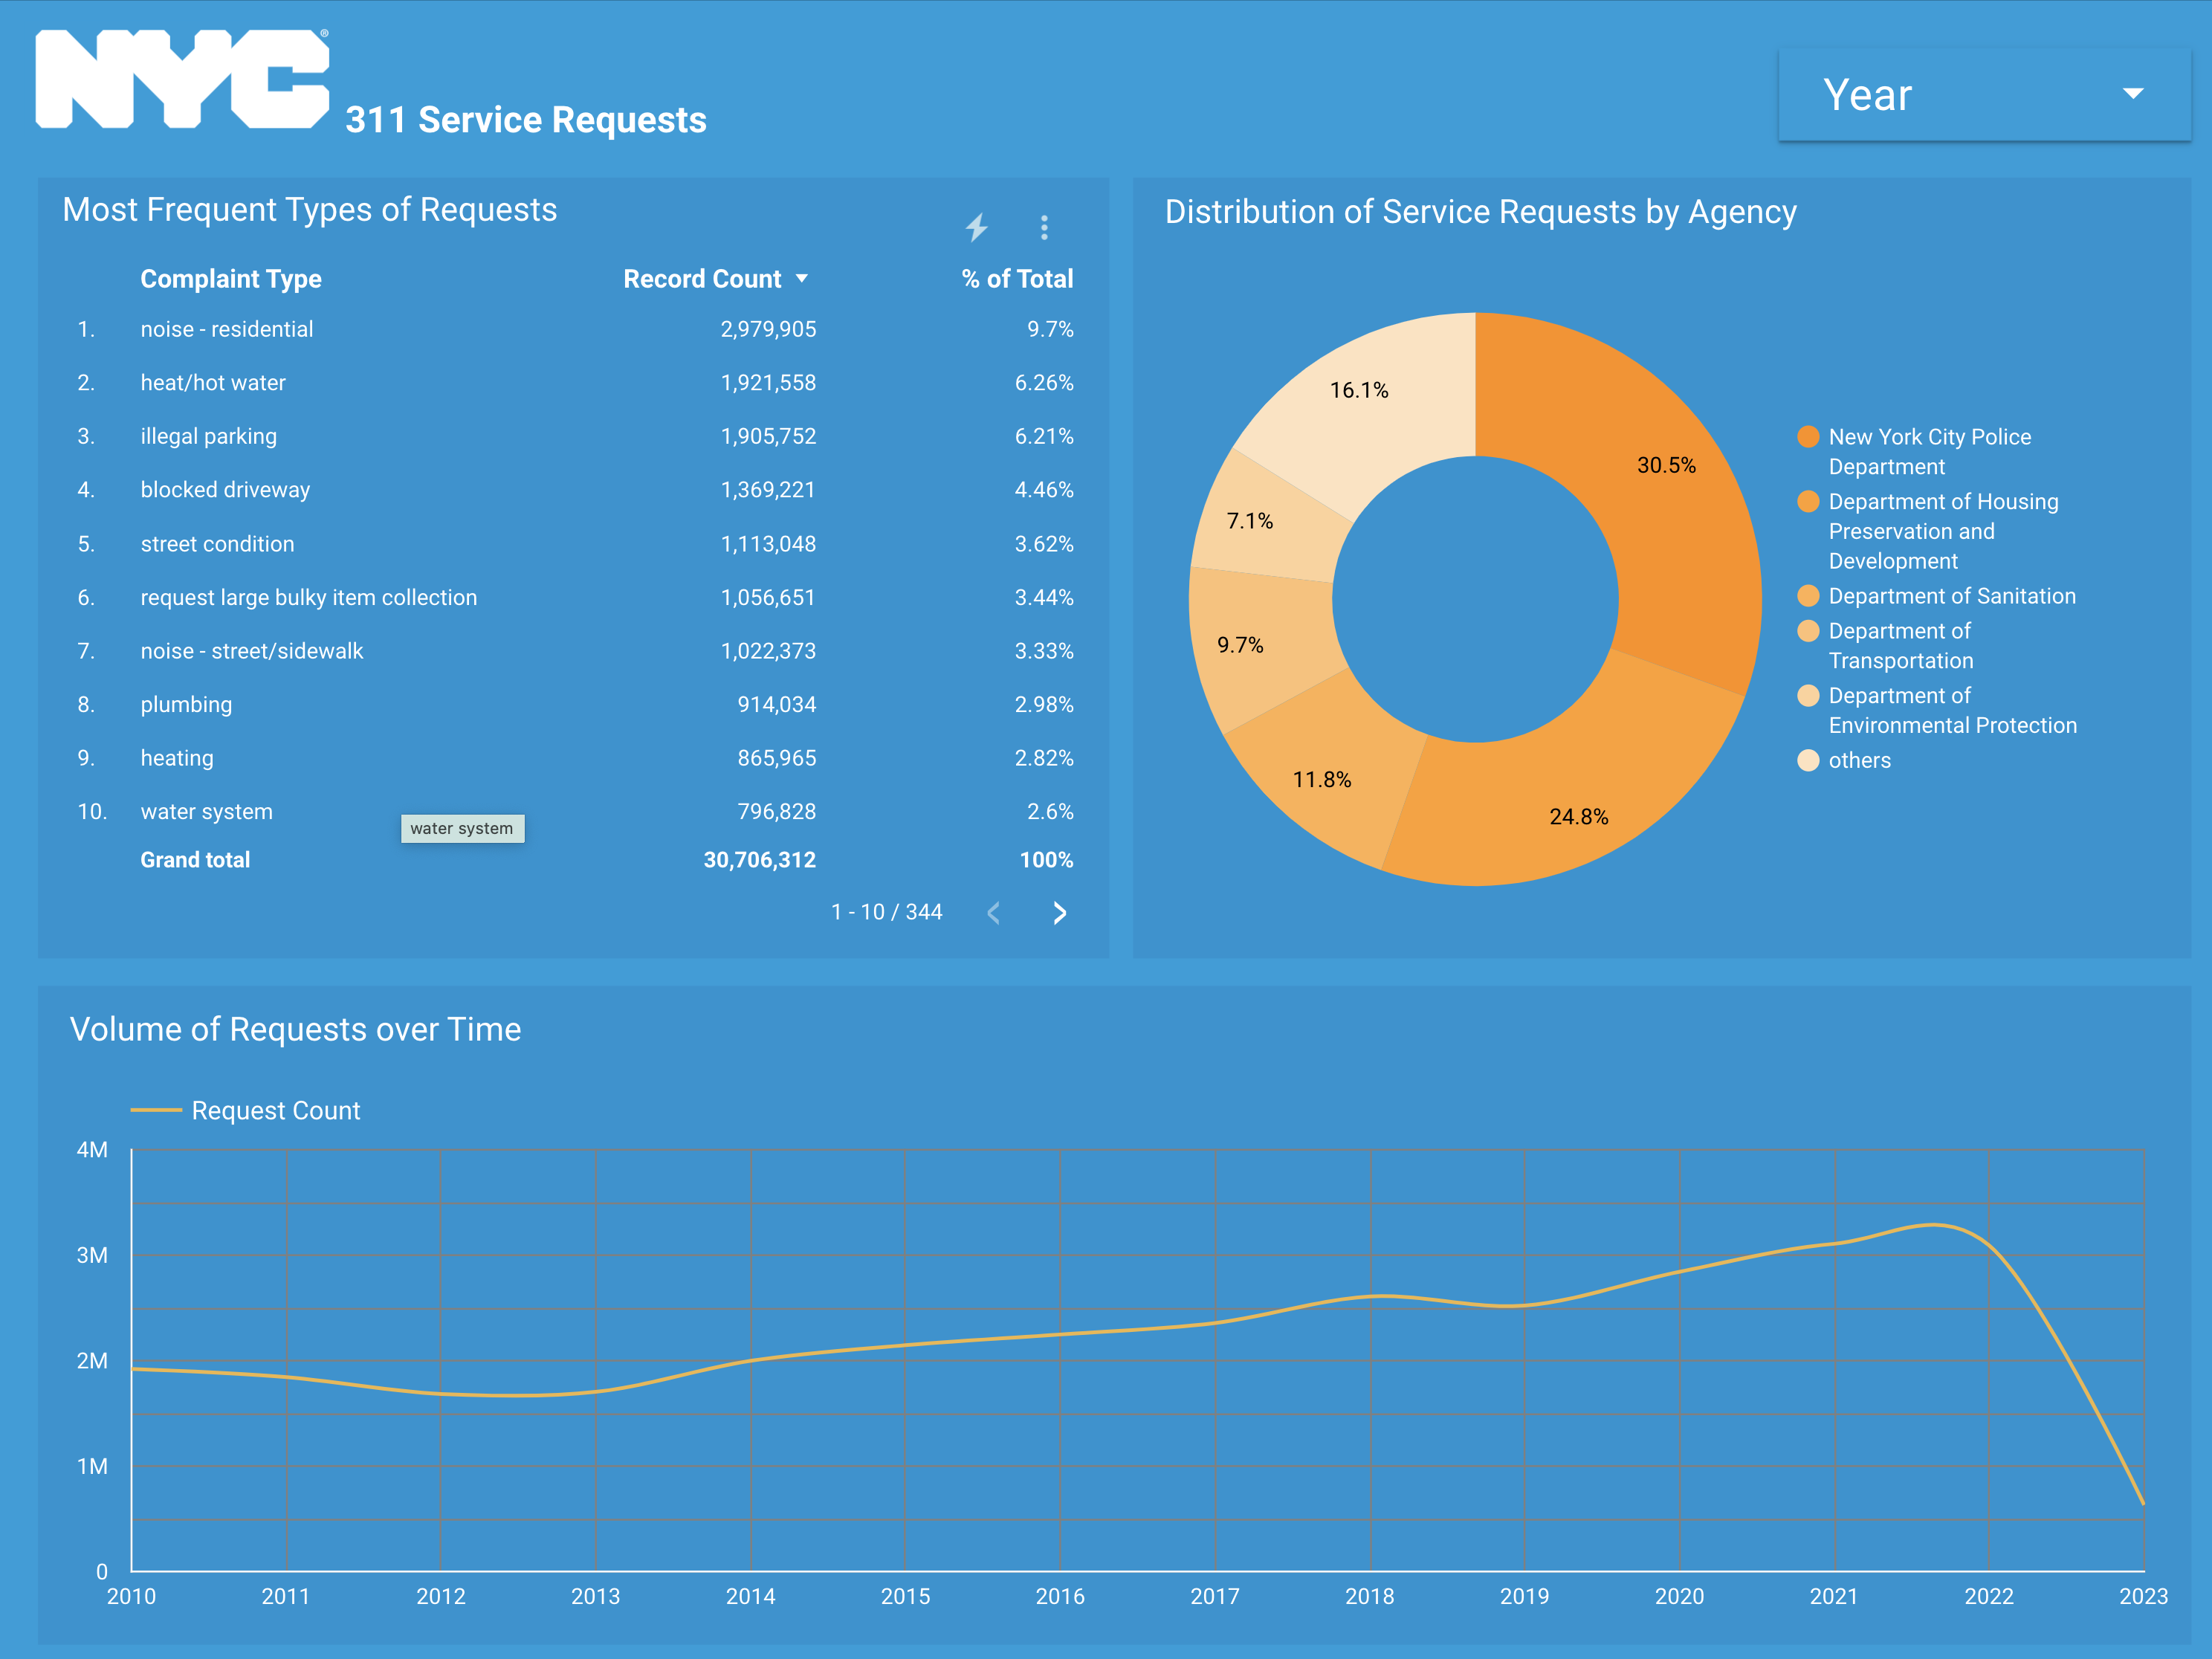 NYC®
311 Service Requests
Year
Most Frequent Types of Requests
Complaint Type Record Count % of Total
1. noise - residential 2,979,905 9.7%
2. heat/hot water 1,921,558 6.26%
3. illegal parking 1,905,752 6.21%
4. blocked driveway 1,369,221 4.46%
5. street condition 1,113,048 3.62%
6. request large bulky item collection 1,056,651 3.44%
7. noise - street/sidewalk 1,022,373 3.33%
8. plumbing 914,034 2.98%
9. heating 865,965 2.82%
10. water system 796,828 2.6%
water system
Grand total 30,706,312 100%
1 - 10 / 344
Distribution of Service Requests by Agency
16.1%
30.5%
7.1%
9.7%
11.8%
24.8%
New York City Police
Department
Department of Housing
Preservation and
Development
Department of Sanitation
Department of
Transportation
Department of
Environmental Protection
others
Volume of Requests over Time
Request Count
4M
3M
2M
1M
0
2010 2011 2012 2013 2014 2015 2016 2017 2018 2019 2020 2021 2022 2023